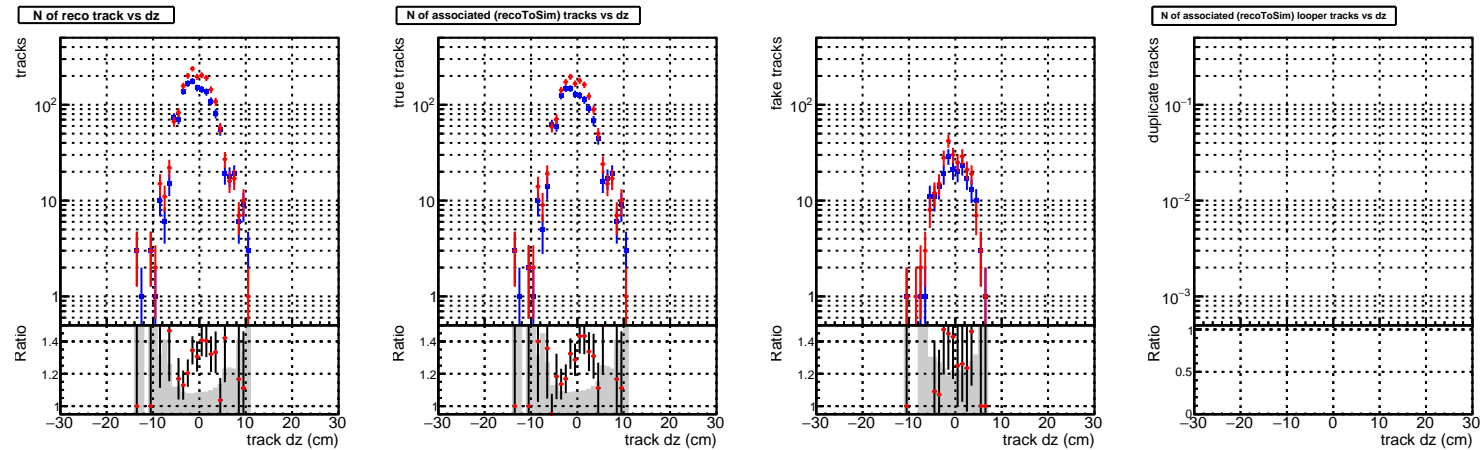 N of reco track vs dz
tracks
10²
10
1
Ratio
1.4
1.2
1
−30 −20 −10 0 10 20 30
track dz (cm)
N of associated (recoToSim) tracks vs dz
true tracks
10²
10
1
Ratio
1.4
1.2
1
−30 −20 −10 0 10 20 30
track dz (cm)
fake tracks
10²
10
1
Ratio
1.4
1.2
1
−30 −20 −10 0 10 20 30
track dz (cm)
N of associated (recoToSim) looper tracks vs dz
duplicate tracks
10⁻¹
10⁻²
10⁻³
Ratio
1
0.5
0
−30 −20 −10 0 10 20 30
track dz (cm)